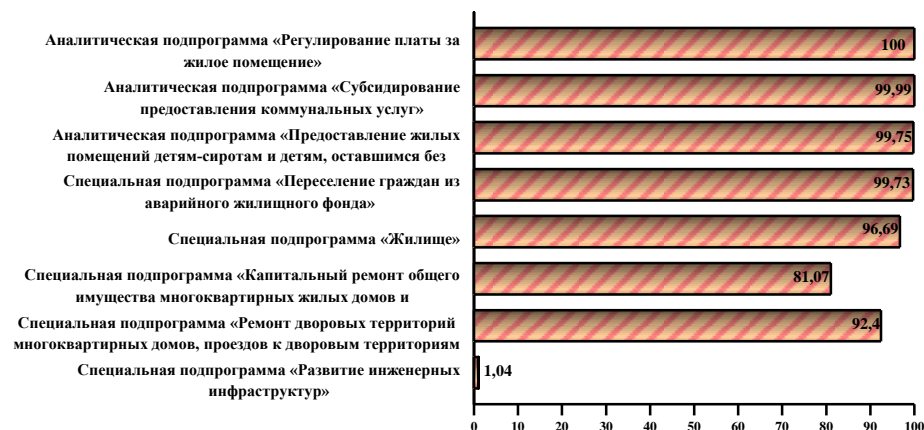 Аналитическая подпрограмма «Регулирование платы за
жилое помещение»
100
Аналитическая подпрограмма «Субсидирование
предоставления коммунальных услуг»
99,99
Аналитическая подпрограмма «Предоставление жилых
помещений детям-сиротам и детям, оставшимся без
99,75
Специальная подпрограмма «Переселение граждан из
аварийного жилищного фонда»
99,73
Специальная подпрограмма «Жилище»
96,69
Специальная подпрограмма «Капитальный ремонт общего
имущества многоквартирных жилых домов и
81,07
Специальная подпрограмма «Ремонт дворовых территорий
многоквартирных домов, проездов к дворовым территориям
92,4
Специальная подпрограмма «Развитие инженерных
инфраструктур»
1,04
0 10 20 30 40 50 60 70 80 90 100